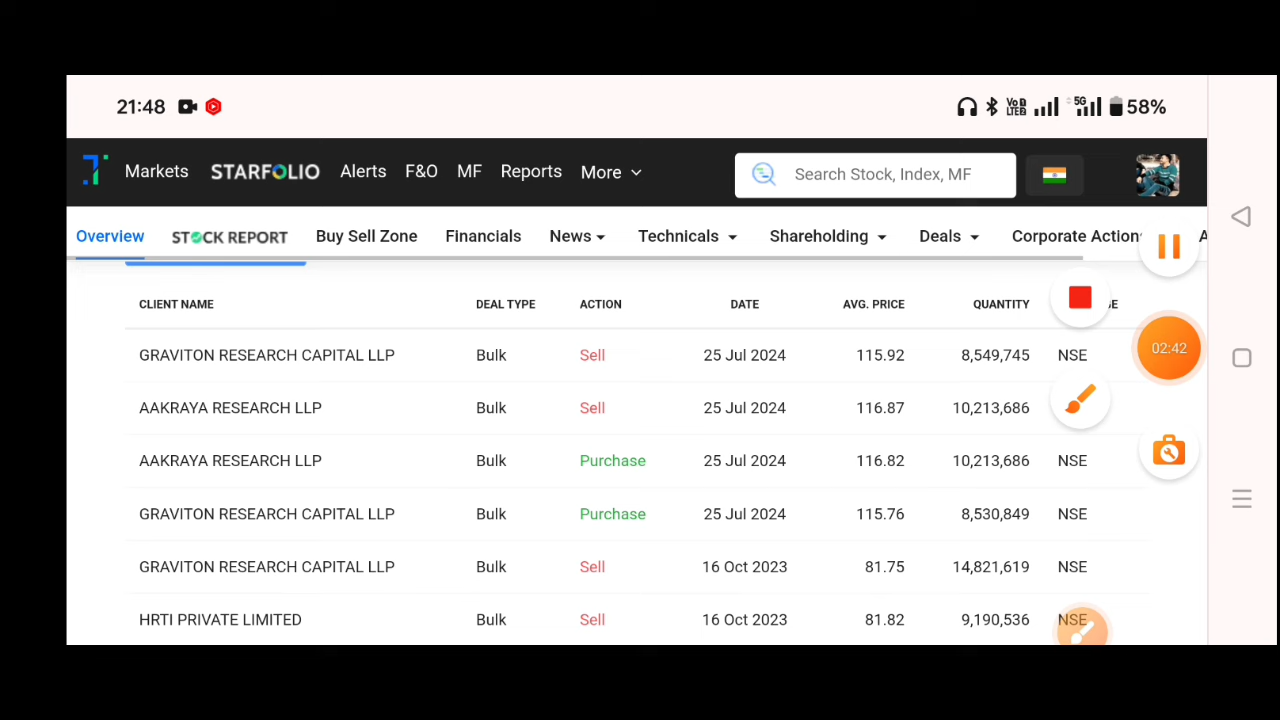 21:48 VoD LTE2 5G 58%
Markets STARFOLIO Alerts F&O MF Reports More Search Stock, Index, MF
Overview STOCK REPORT Buy Sell Zone Financials News Technicals Shareholding Deals Corporate Action A
CLIENT NAME DEAL TYPE ACTION DATE AVG. PRICE QUANTITY GE
GRAVITON RESEARCH CAPITAL LLP Bulk Sell 25 Jul 2024 115.92 8,549,745 NSE
02:42
AAKRAYA RESEARCH LLP Bulk Sell 25 Jul 2024 116.87 10,213,686
AAKRAYA RESEARCH LLP Bulk Purchase 25 Jul 2024 116.82 10,213,686 NSE
GRAVITON RESEARCH CAPITAL LLP Bulk Purchase 25 Jul 2024 115.76 8,530,849 NSE
GRAVITON RESEARCH CAPITAL LLP Bulk Sell 16 Oct 2023 81.75 14,821,619 NSE
HRTI PRIVATE LIMITED Bulk Sell 16 Oct 2023 81.82 9,190,536 NSE